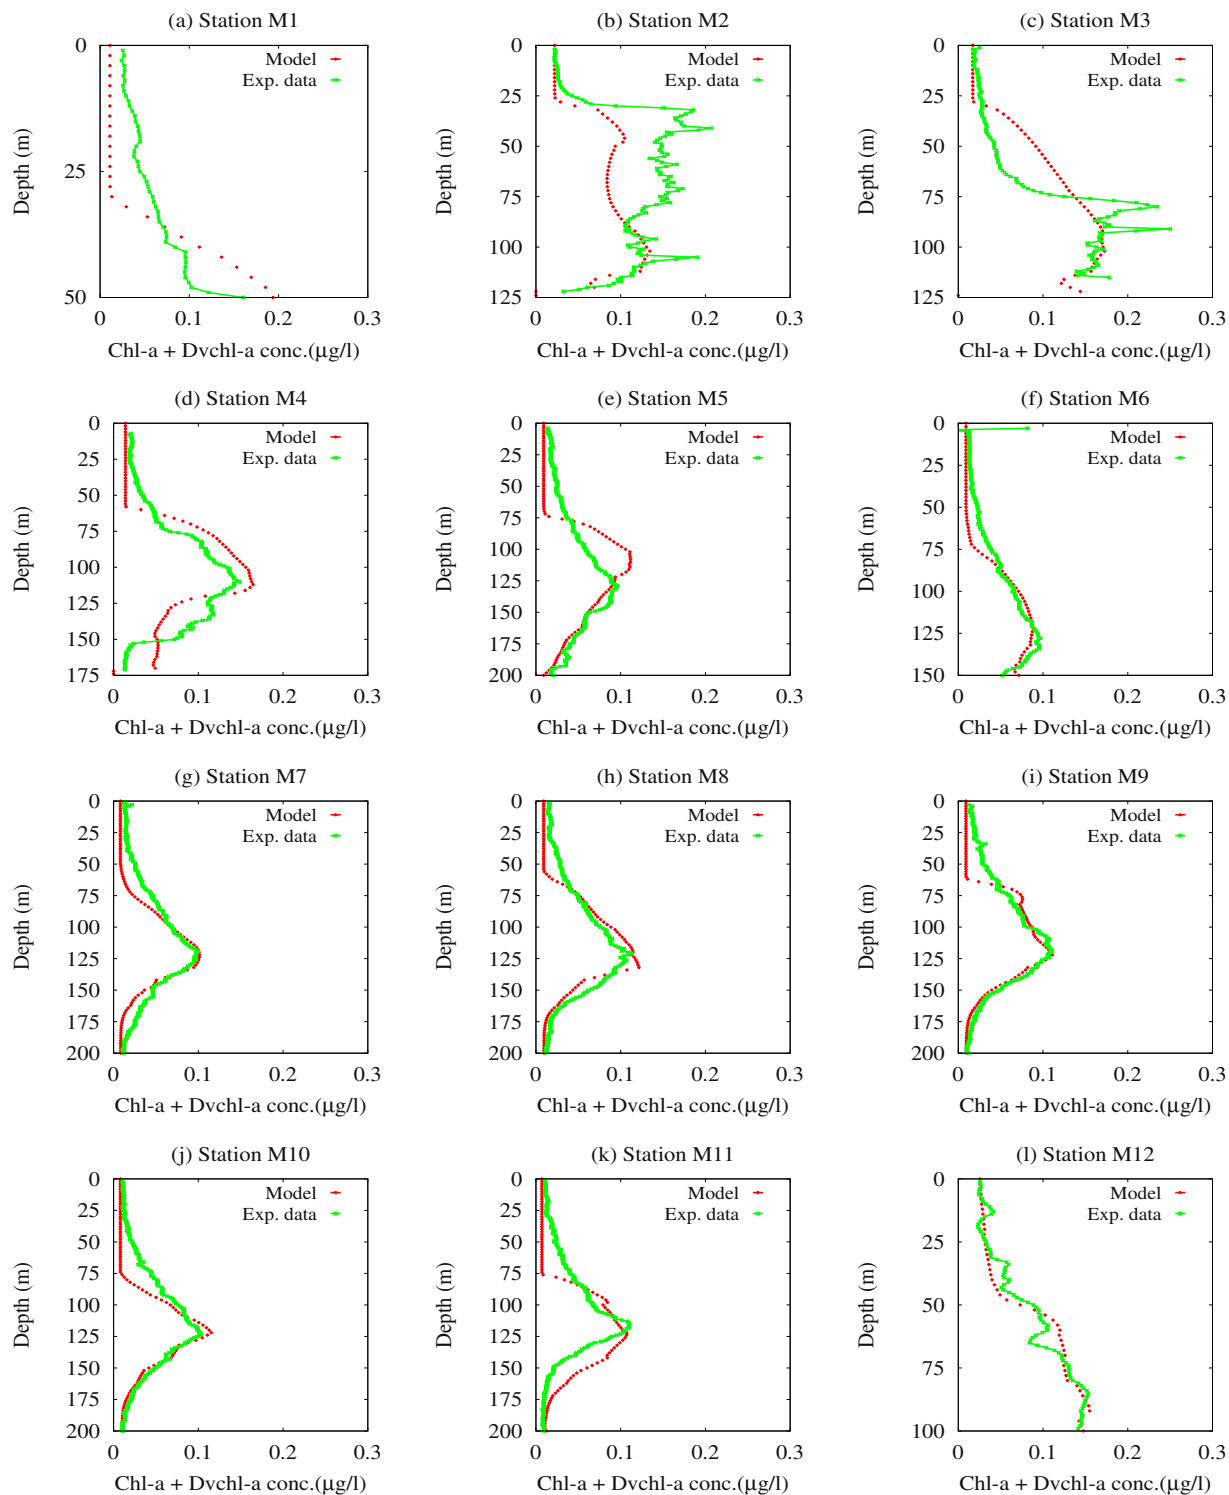 (a) Station M1
Model
Exp. data
Depth (m)
0
25
50
0 0.1 0.2 0.3
Chl-a + Dvchl-a conc.(µg/l)
(b) Station M2
Model
Exp. data
Depth (m)
0
25
50
75
100
125
0 0.1 0.2 0.3
Chl-a + Dvchl-a conc.(µg/l)
(c) Station M3
Model
Exp. data
Depth (m)
0
25
50
75
100
125
0 0.1 0.2 0.3
Chl-a + Dvchl-a conc.(µg/l)
(d) Station M4
Model
Exp. data
Depth (m)
0
25
50
75
100
125
150
175
0 0.1 0.2 0.3
Chl-a + Dvchl-a conc.(µg/l)
(e) Station M5
Model
Exp. data
Depth (m)
0
25
50
75
100
125
150
175
200
0 0.1 0.2 0.3
Chl-a + Dvchl-a conc.(µg/l)
(f) Station M6
Model
Exp. data
Depth (m)
0
25
50
75
100
125
150
0 0.1 0.2 0.3
Chl-a + Dvchl-a conc.(µg/l)
(g) Station M7
Model
Exp. data
Depth (m)
0
25
50
75
100
125
150
175
200
0 0.1 0.2 0.3
Chl-a + Dvchl-a conc.(µg/l)
(h) Station M8
Model
Exp. data
Depth (m)
0
25
50
75
100
125
150
175
200
0 0.1 0.2 0.3
Chl-a + Dvchl-a conc.(µg/l)
(i) Station M9
Model
Exp. data
Depth (m)
0
25
50
75
100
125
150
175
200
0 0.1 0.2 0.3
Chl-a + Dvchl-a conc.(µg/l)
(j) Station M10
Model
Exp. data
Depth (m)
0
25
50
75
100
125
150
175
200
0 0.1 0.2 0.3
Chl-a + Dvchl-a conc.(µg/l)
(k) Station M11
Model
Exp. data
Depth (m)
0
25
50
75
100
125
150
175
200
0 0.1 0.2 0.3
Chl-a + Dvchl-a conc.(µg/l)
(l) Station M12
Model
Exp. data
Depth (m)
0
25
50
75
100
0 0.1 0.2 0.3
Chl-a + Dvchl-a conc.(µg/l)